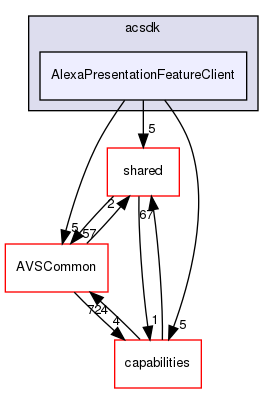 acsdk
AlexaPresentationFeatureClient
5
shared
5
2
57
67
AVSCommon
724
4
1
5
capabilities